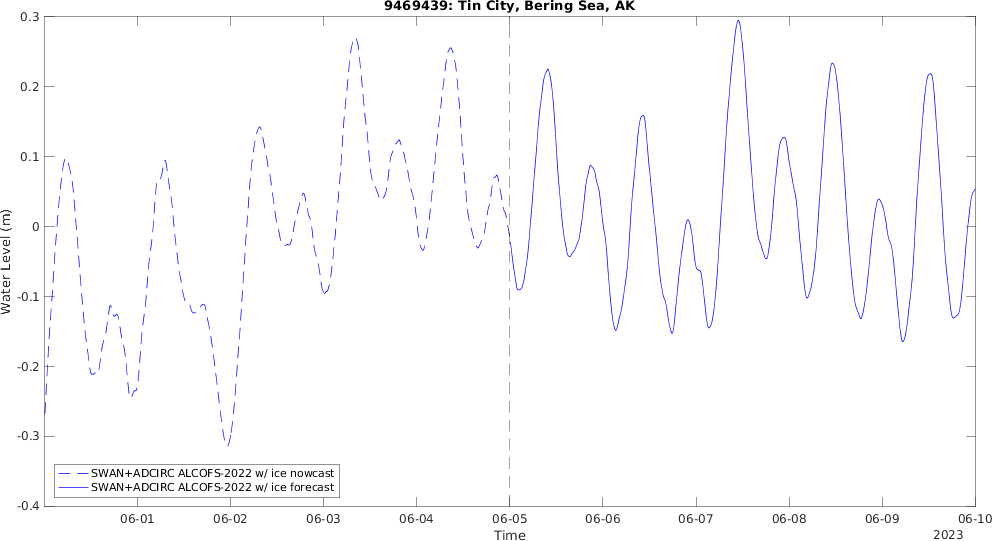 9469439: Tin City, Bering Sea, AK
Water Level (m)
0.3
0.2
0.1
0
-0.1
-0.2
-0.3
-0.4
SWAN+ADCIRC ALCOFS-2022 w/ ice nowcast
SWAN+ADCIRC ALCOFS-2022 w/ ice forecast
06-01 06-02 06-03 06-04 06-05 06-06 06-07 06-08 06-09 06-10
Time
2023